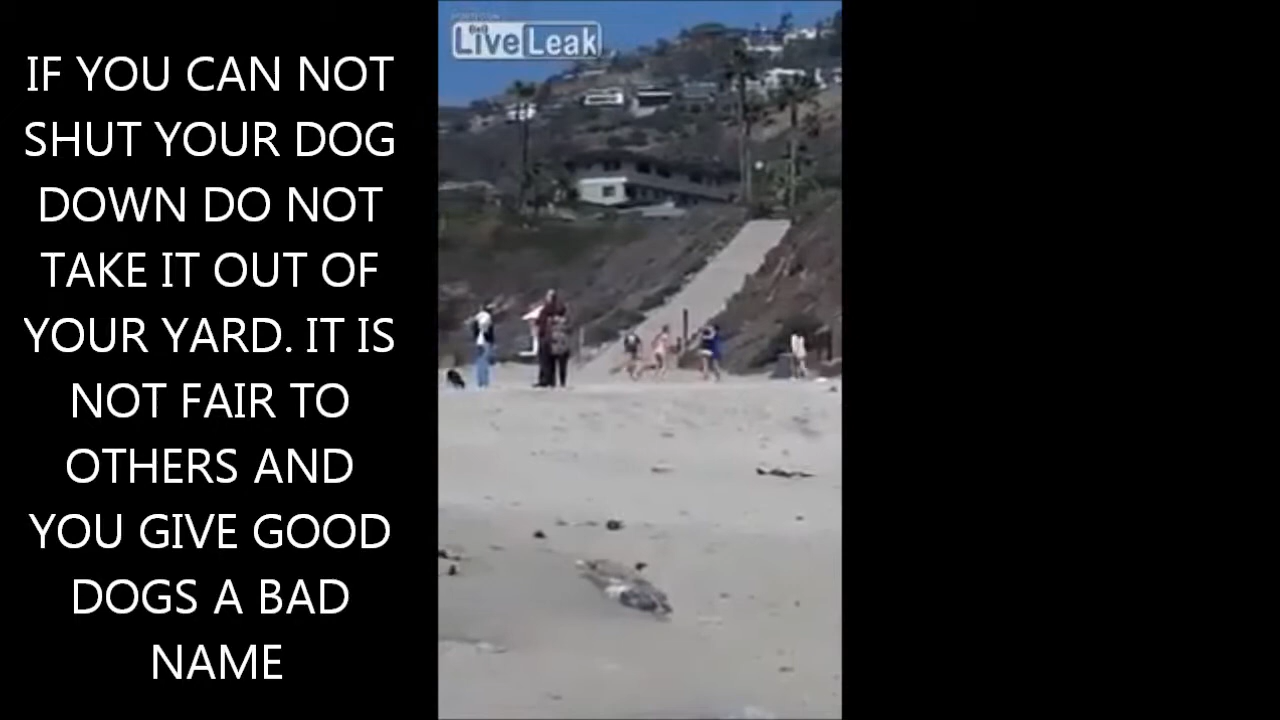 IF YOU CAN NOT
SHUT YOUR DOG
DOWN DO NOT
TAKE IT OUT OF
YOUR YARD. IT IS
NOT FAIR TO
OTHERS AND
YOU GIVE GOOD
DOGS A BAD
NAME
LiveLeak